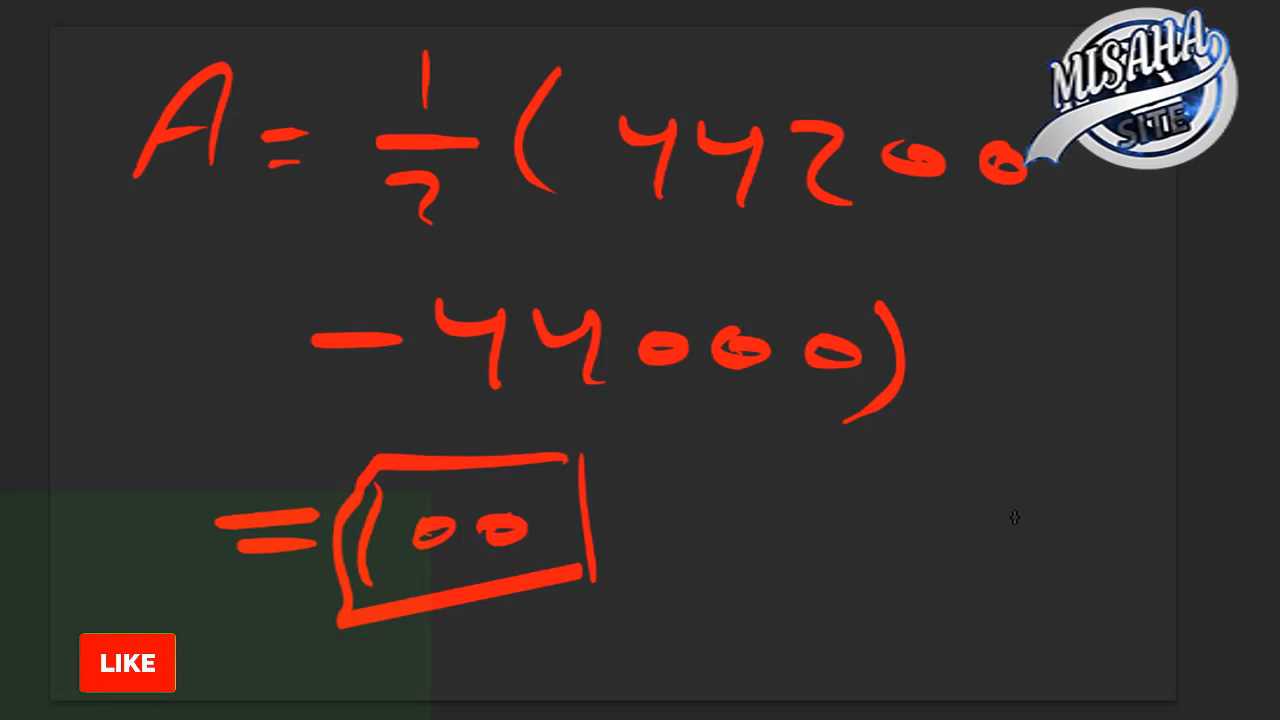 A = 1/2 ( 44200
- 44000)
= 100
MISAHA
SITE
LIKE